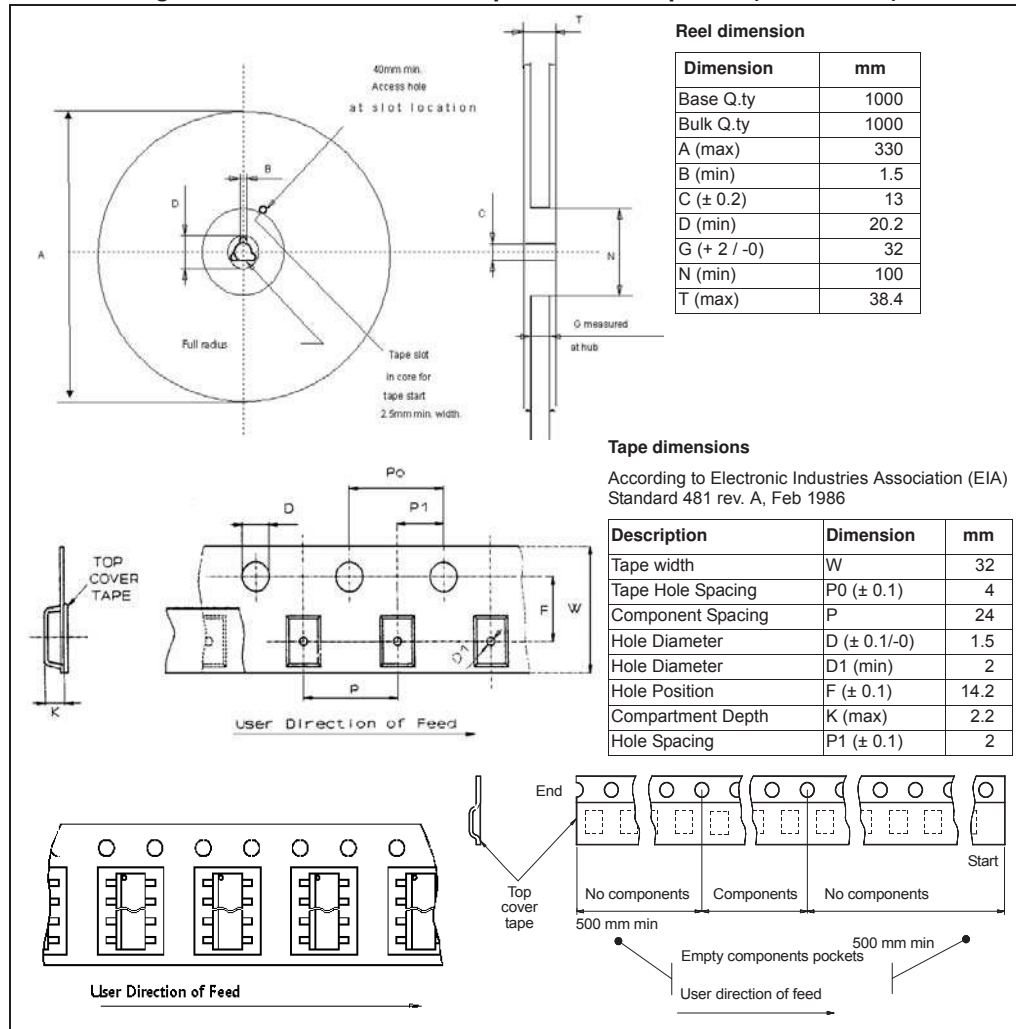 T
40mm min.
Access hole
at slot location
B
D
C
A
N
Full radius
Tape slot
in core for
tape start
2.5mm min. width.
G measured
at hub
Reel dimension
Dimension mm
Base Q.ty 1000
Bulk Q.ty 1000
A (max) 330
B (min) 1.5
C (± 0.2) 13
D (min) 20.2
G (+ 2 / -0) 32
N (min) 100
T (max) 38.4
Tape dimensions
According to Electronic Industries Association (EIA)
Standard 481 rev. A, Feb 1986
Description Dimension mm
Tape width W 32
Tape Hole Spacing P0 (± 0.1) 4
Component Spacing P 24
Hole Diameter D (± 0.1/-0) 1.5
Hole Diameter D1 (min) 2
Hole Position F (± 0.1) 14.2
Compartment Depth K (max) 2.2
Hole Spacing P1 (± 0.1) 2
Po
D
P1
TOP
COVER
TAPE
F
W
D1
P
K
User Direction of Feed
End
Start
Top
cover
tape
No components
Components
No components
500 mm min
500 mm min
Empty components pockets
User direction of feed
User Direction of Feed